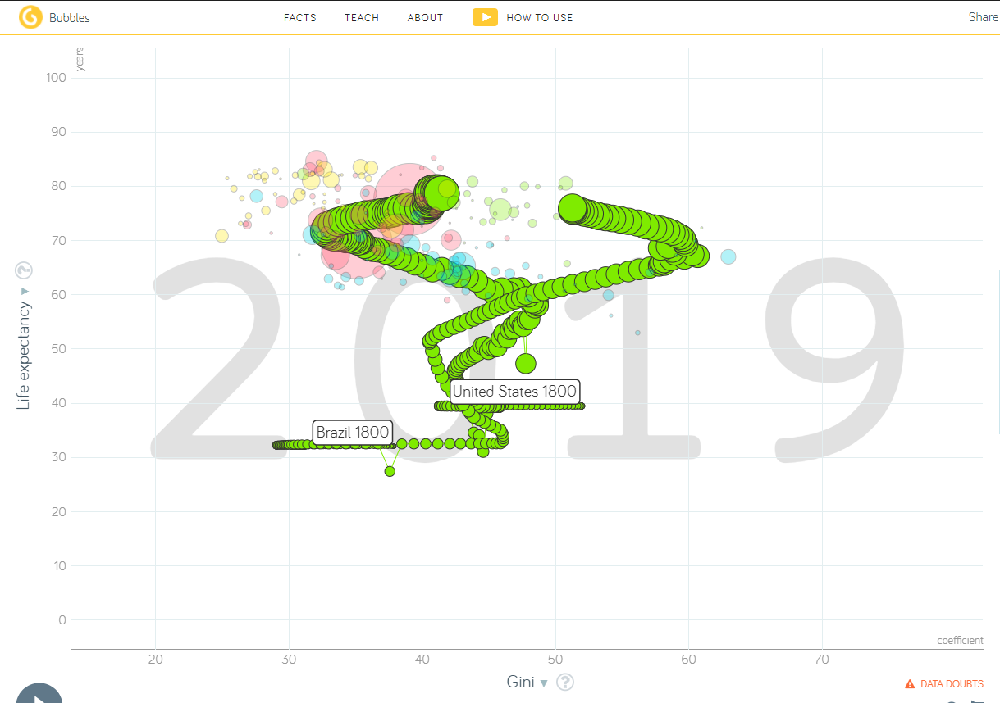 Bubbles
FACTS TEACH ABOUT HOW TO USE
Share
years
100
90
80
70
60
50
40
30
20
10
0
Life expectancy ▼ ?
2019
United States 1800
Brazil 1800
coefficient
20 30 40 50 60 70
Gini ▼ ?
DATA DOUBTS